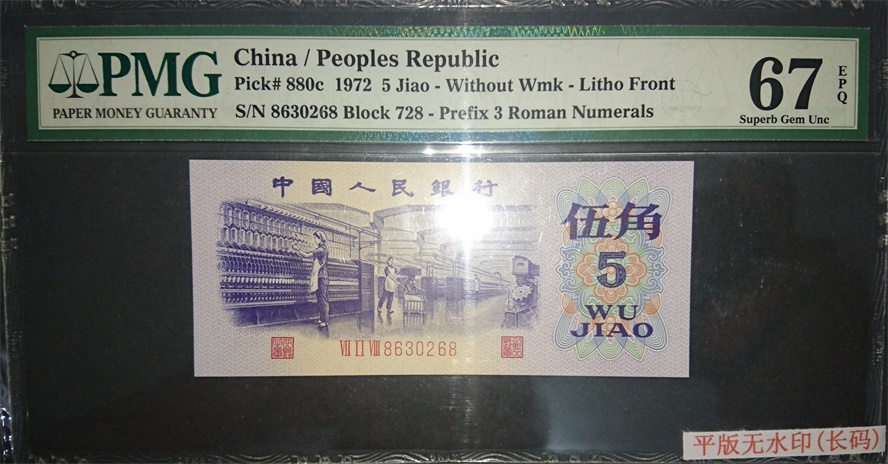 PMG
PAPER MONEY GUARANTY
China / Peoples Republic
Pick# 880c 1972 5 Jiao - Without Wmk - Litho Front
S/N 8630268 Block 728 - Prefix 3 Roman Numerals
67
EPQ
Superb Gem Unc
中國人民銀行
伍角
5
WU
JIAO
VII II VIII 8630268
平版无水印(长码)